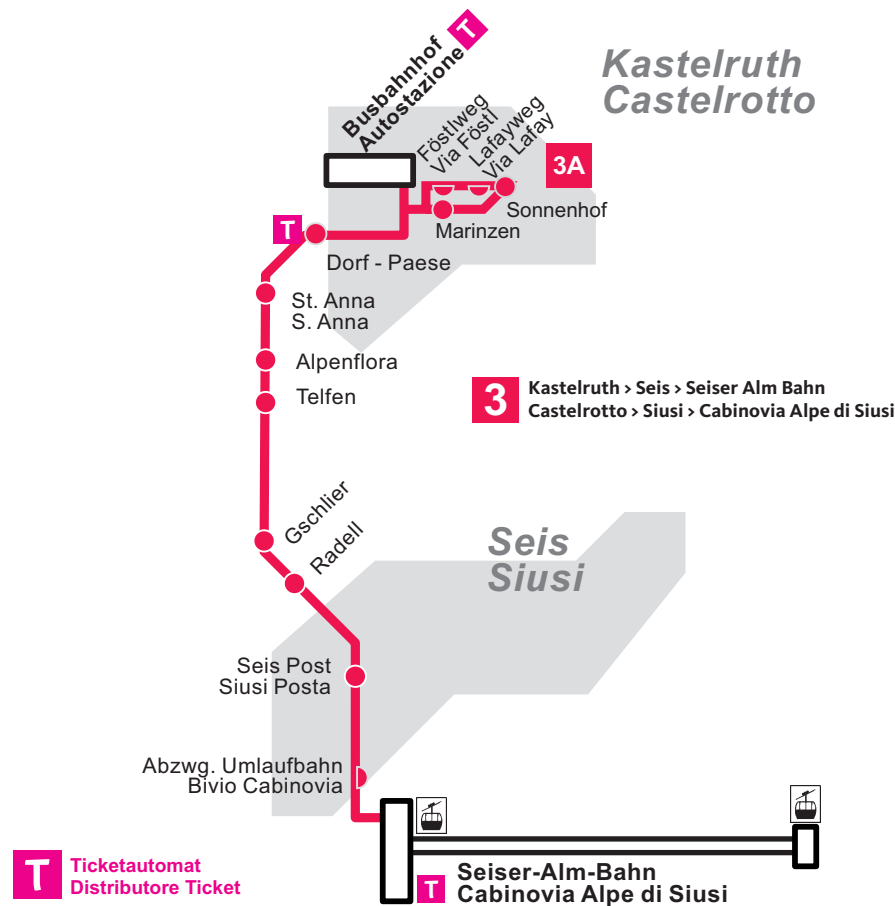 Busbahnhof
Autostazione
T
Kastelruth
Castelrotto
Föstlweg
Via Föstl
Lafayweg
Via Lafay
3A
Sonnenhof
Marinzen
T
Dorf - Paese
St. Anna
S. Anna
Alpenflora
Telfen
3
Kastelruth › Seis › Seiser Alm Bahn
Castelrotto › Siusi › Cabinovia Alpe di Siusi
Gschlier
Radell
Seis
Siusi
Seis Post
Siusi Posta
Abzwg. Umlaufbahn
Bivio Cabinovia
T
Ticketautomat
Distributore Ticket
T
Seiser-Alm-Bahn
Cabinovia Alpe di Siusi